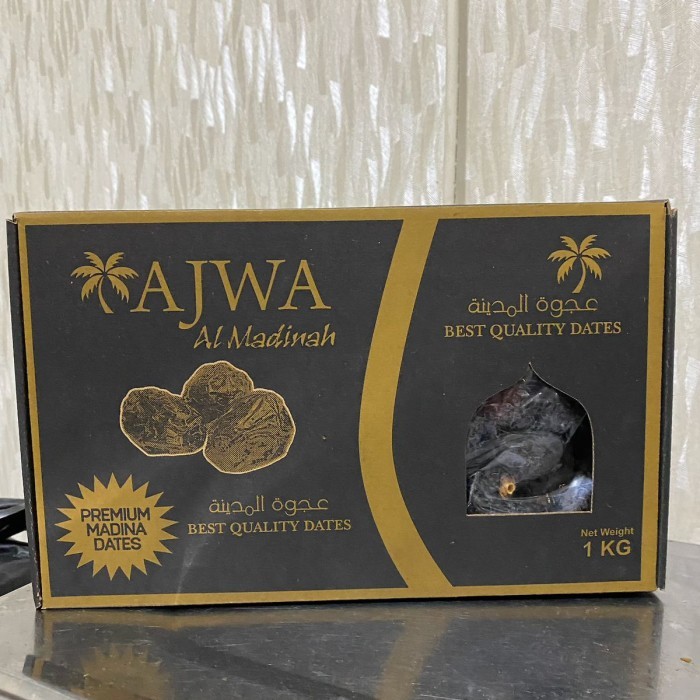 AJWA
Al Madinah
عجوة المدينة
BEST QUALITY DATES
PREMIUM
MADINA
DATES
عجوة المدينة
BEST QUALITY DATES
Net Weight
1 KG